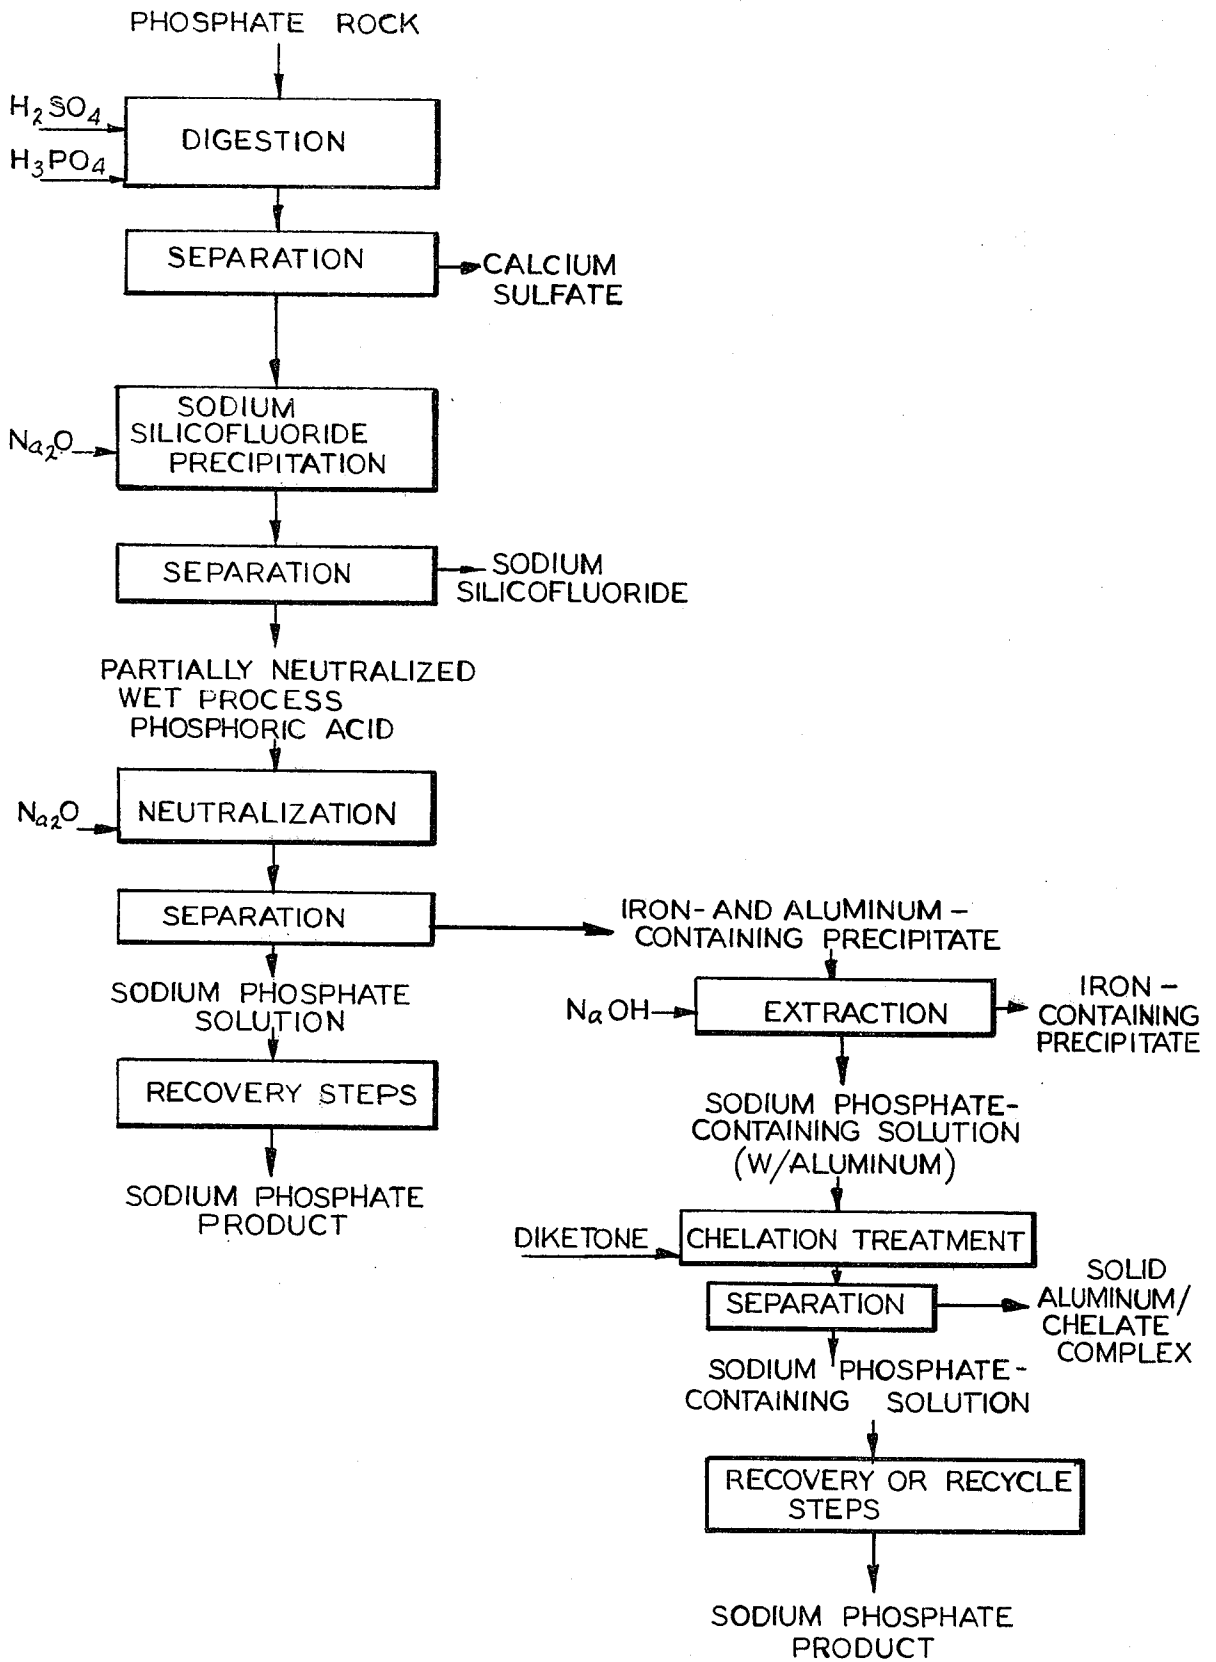 PHOSPHATE ROCK
H2SO4
DIGESTION
H3PO4
SEPARATION
CALCIUM
SULFATE
SODIUM
SILICOFLUORIDE
PRECIPITATION
Na2O
SEPARATION
SODIUM
SILICOFLUORIDE
PARTIALLY NEUTRALIZED
WET PROCESS
PHOSPHORIC ACID
Na2O
NEUTRALIZATION
SEPARATION
IRON- AND ALUMINUM-
CONTAINING PRECIPITATE
SODIUM PHOSPHATE
SOLUTION
NaOH
EXTRACTION
IRON-
CONTAINING
PRECIPITATE
RECOVERY STEPS
SODIUM PHOSPHATE-
CONTAINING SOLUTION
(W/ALUMINUM)
SODIUM PHOSPHATE
PRODUCT
DIKETONE
CHELATION TREATMENT
SEPARATION
SOLID
ALUMINUM/
CHELATE
COMPLEX
SODIUM PHOSPHATE-
CONTAINING SOLUTION
RECOVERY OR RECYCLE
STEPS
SODIUM PHOSPHATE
PRODUCT